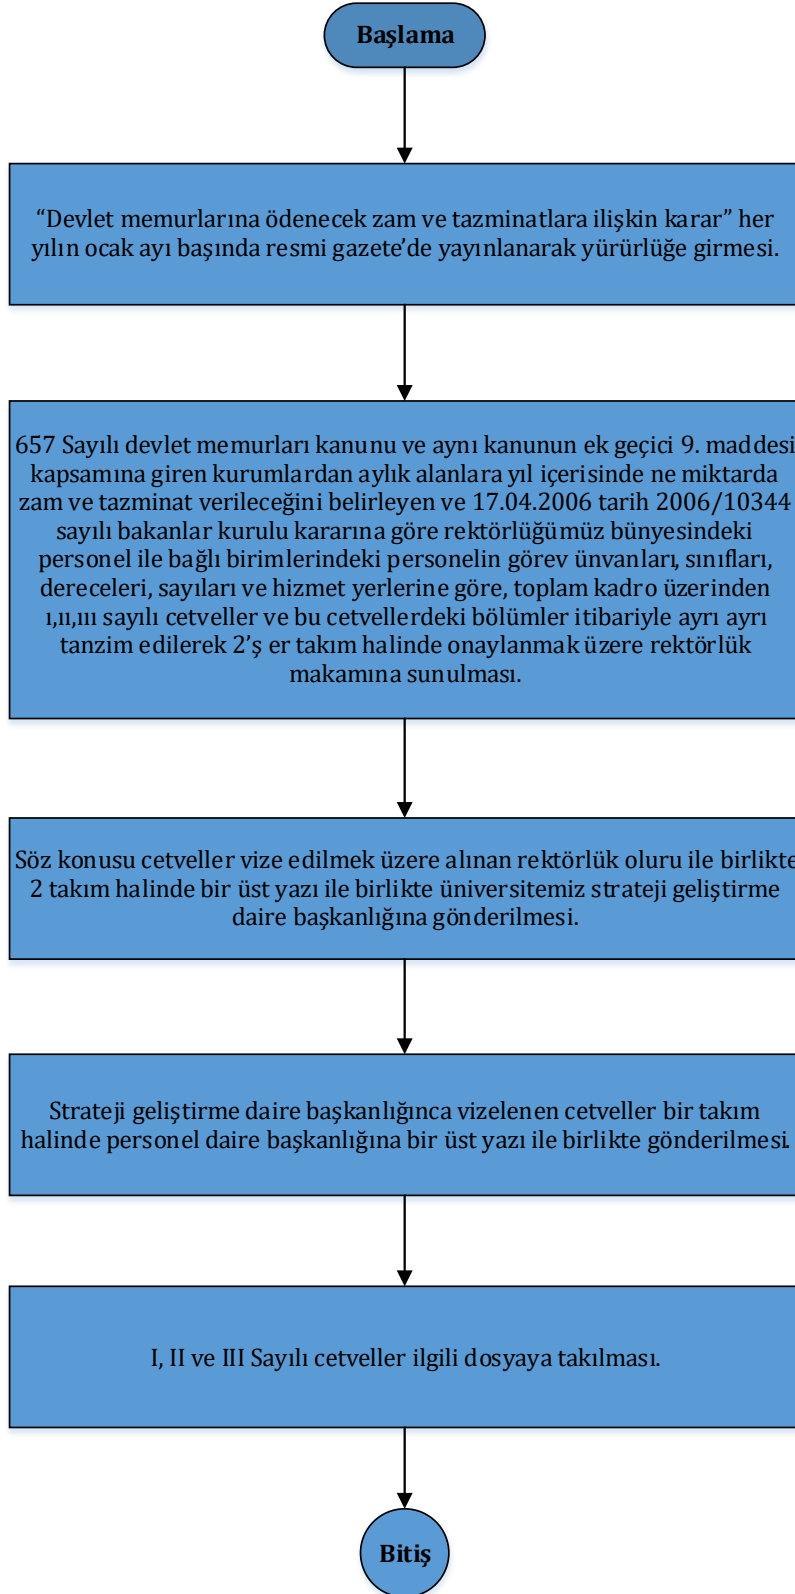 Başlama
“Devlet memurlarına ödenecek zam ve tazminatlara ilişkin karar” her
yılın ocak ayı başında resmi gazete’de yayınlanarak yürürlüğe girmesi.
657 Sayılı devlet memurları kanunu ve aynı kanunun ek geçici 9. maddesi
kapsamına giren kurumlardan aylık alanlara yıl içerisinde ne miktarda
zam ve tazminat verileceğini belirleyen ve 17.04.2006 tarih 2006/10344
sayılı bakanlar kurulu kararına göre rektörlüğümüz bünyesindeki
personel ile bağlı birimlerindeki personelin görev ünvanları, sınıfları,
dereceleri, sayıları ve hizmet yerlerine göre, toplam kadro üzerinden
ı,ıı,ııı sayılı cetveller ve bu cetvellerdeki bölümler itibariyle ayrı ayrı
tanzim edilerek 2’ş er takım halinde onaylanmak üzere rektörlük
makamına sunulması.
Söz konusu cetveller vize edilmek üzere alınan rektörlük oluru ile birlikte
2 takım halinde bir üst yazı ile birlikte üniversitemiz strateji geliştirme
daire başkanlığına gönderilmesi.
Strateji geliştirme daire başkanlığınca vizelenen cetveller bir takım
halinde personel daire başkanlığına bir üst yazı ile birlikte gönderilmesi.
I, II ve III Sayılı cetveller ilgili dosyaya takılması.
Bitiş